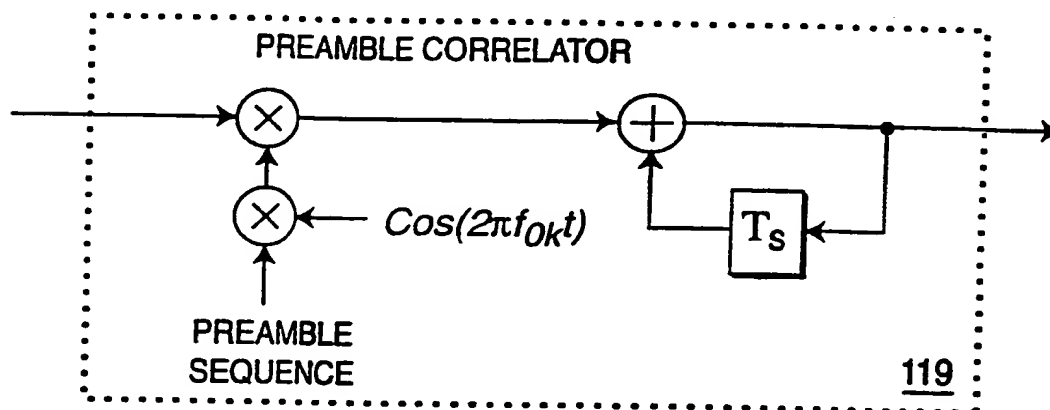 PREAMBLE CORRELATOR
Cos(2πf0kt)
Ts
PREAMBLE
SEQUENCE
119